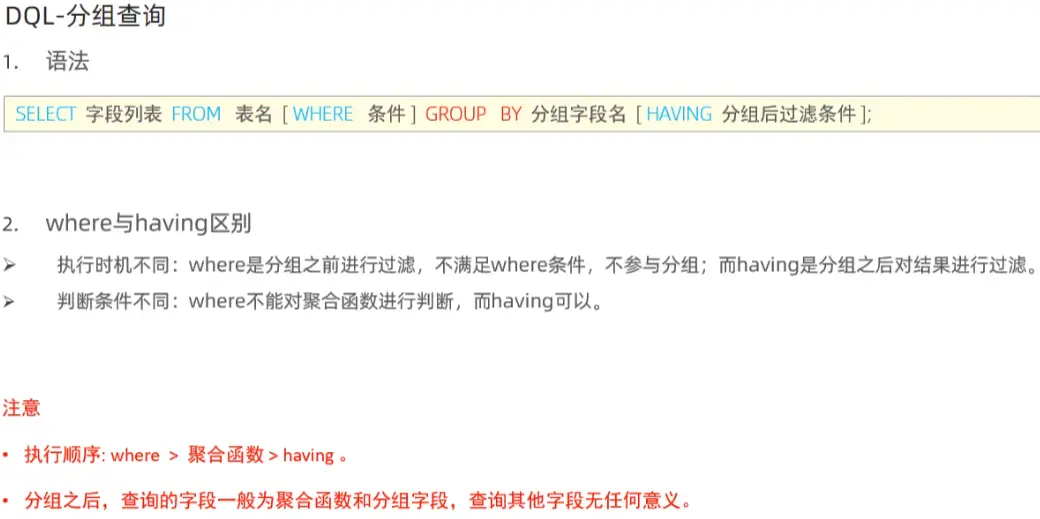 DQL-分组查询
1. 语法
SELECT 字段列表 FROM 表名 [ WHERE 条件 ] GROUP BY 分组字段名 [ HAVING 分组后过滤条件 ];
2. where与having区别
➢ 执行时机不同：where是分组之前进行过滤，不满足where条件，不参与分组；而having是分组之后对结果进行过滤。
➢ 判断条件不同：where不能对聚合函数进行判断，而having可以。
注意
• 执行顺序: where > 聚合函数 > having 。
• 分组之后，查询的字段一般为聚合函数和分组字段，查询其他字段无任何意义。